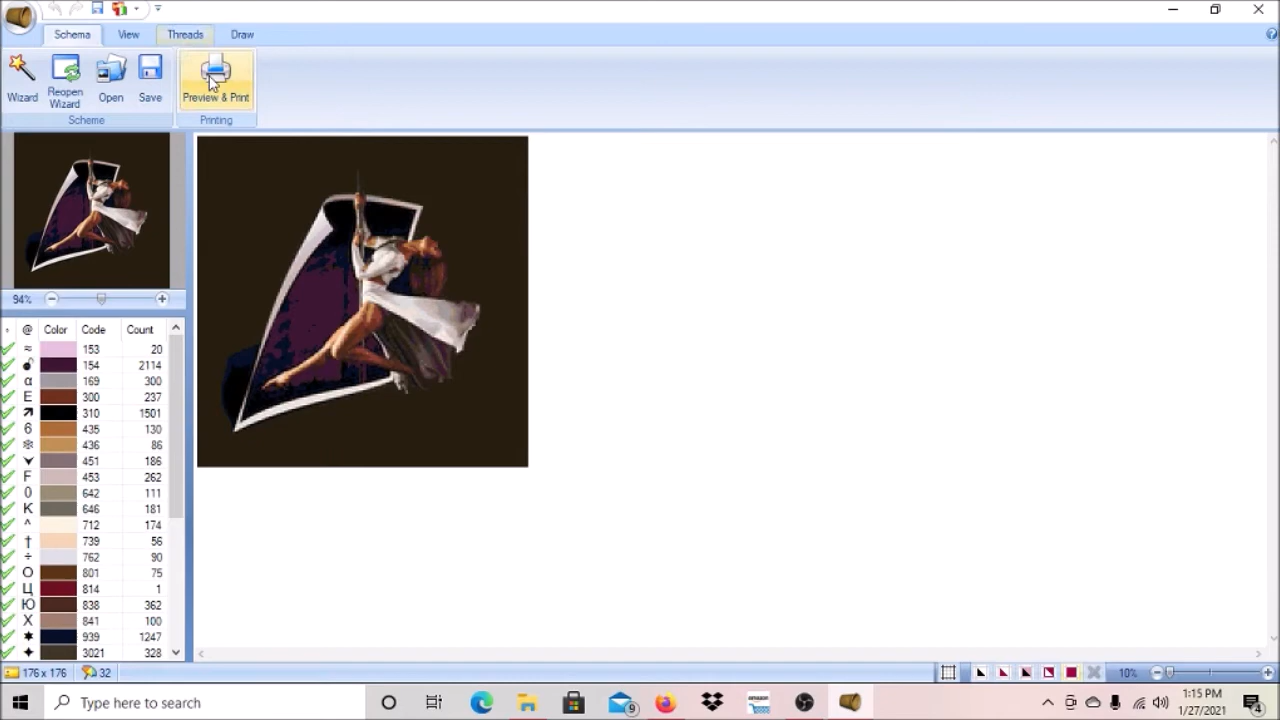 Schema View Threads Draw
Wizard Reopen Wizard Open Save Preview & Print
Scheme Printing
94%
@ Color Code Count
≈ 153 20
154 2114
α 169 300
E 300 237
310 1501
6 435 130
❄ 436 86
451 186
F 453 262
0 642 111
K 646 181
^ 712 174
† 739 56
÷ 762 90
O 801 75
Ц 814 1
Ю 838 362
X 841 100
★ 939 1247
✦ 3021 328
176 x 176 32 10%
Type here to search 9 amazon 1:15 PM
1/27/2021 4